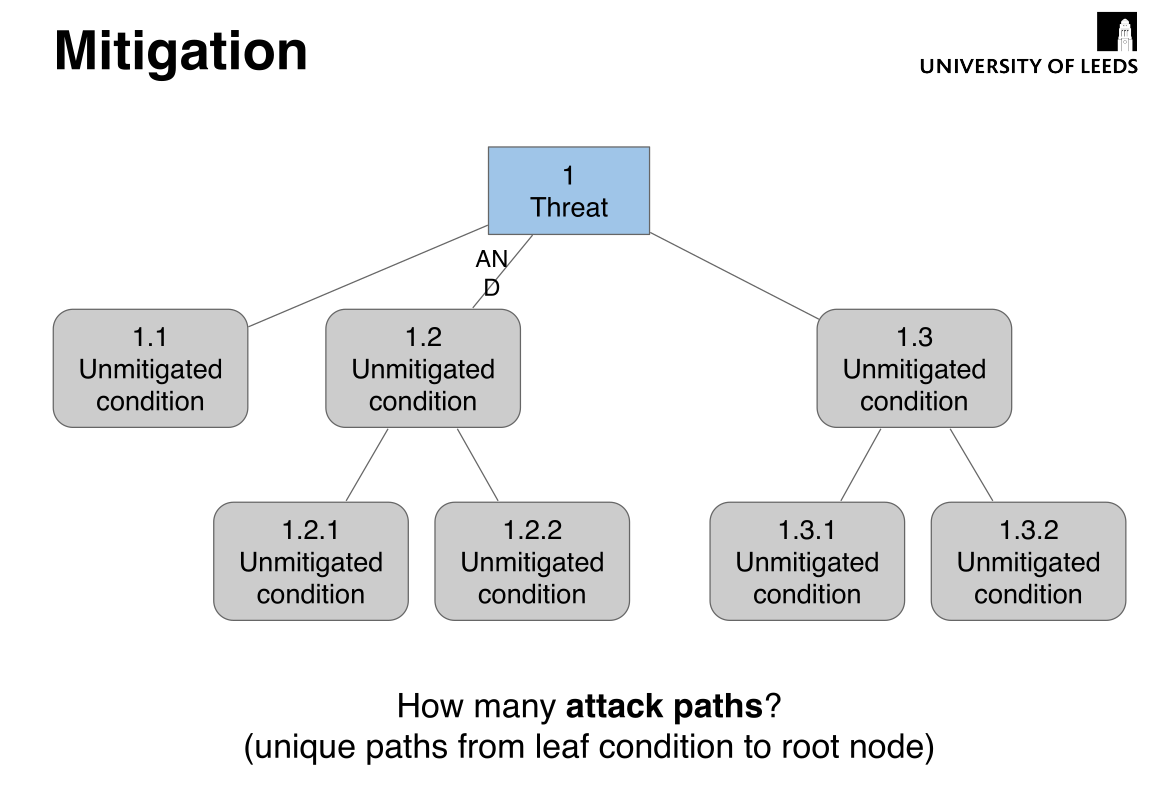 Mitigation
UNIVERSITY OF LEEDS
1
Threat
AN
D
1.1
Unmitigated
condition
1.2
Unmitigated
condition
1.3
Unmitigated
condition
1.2.1
Unmitigated
condition
1.2.2
Unmitigated
condition
1.3.1
Unmitigated
condition
1.3.2
Unmitigated
condition
How many attack paths?
(unique paths from leaf condition to root node)